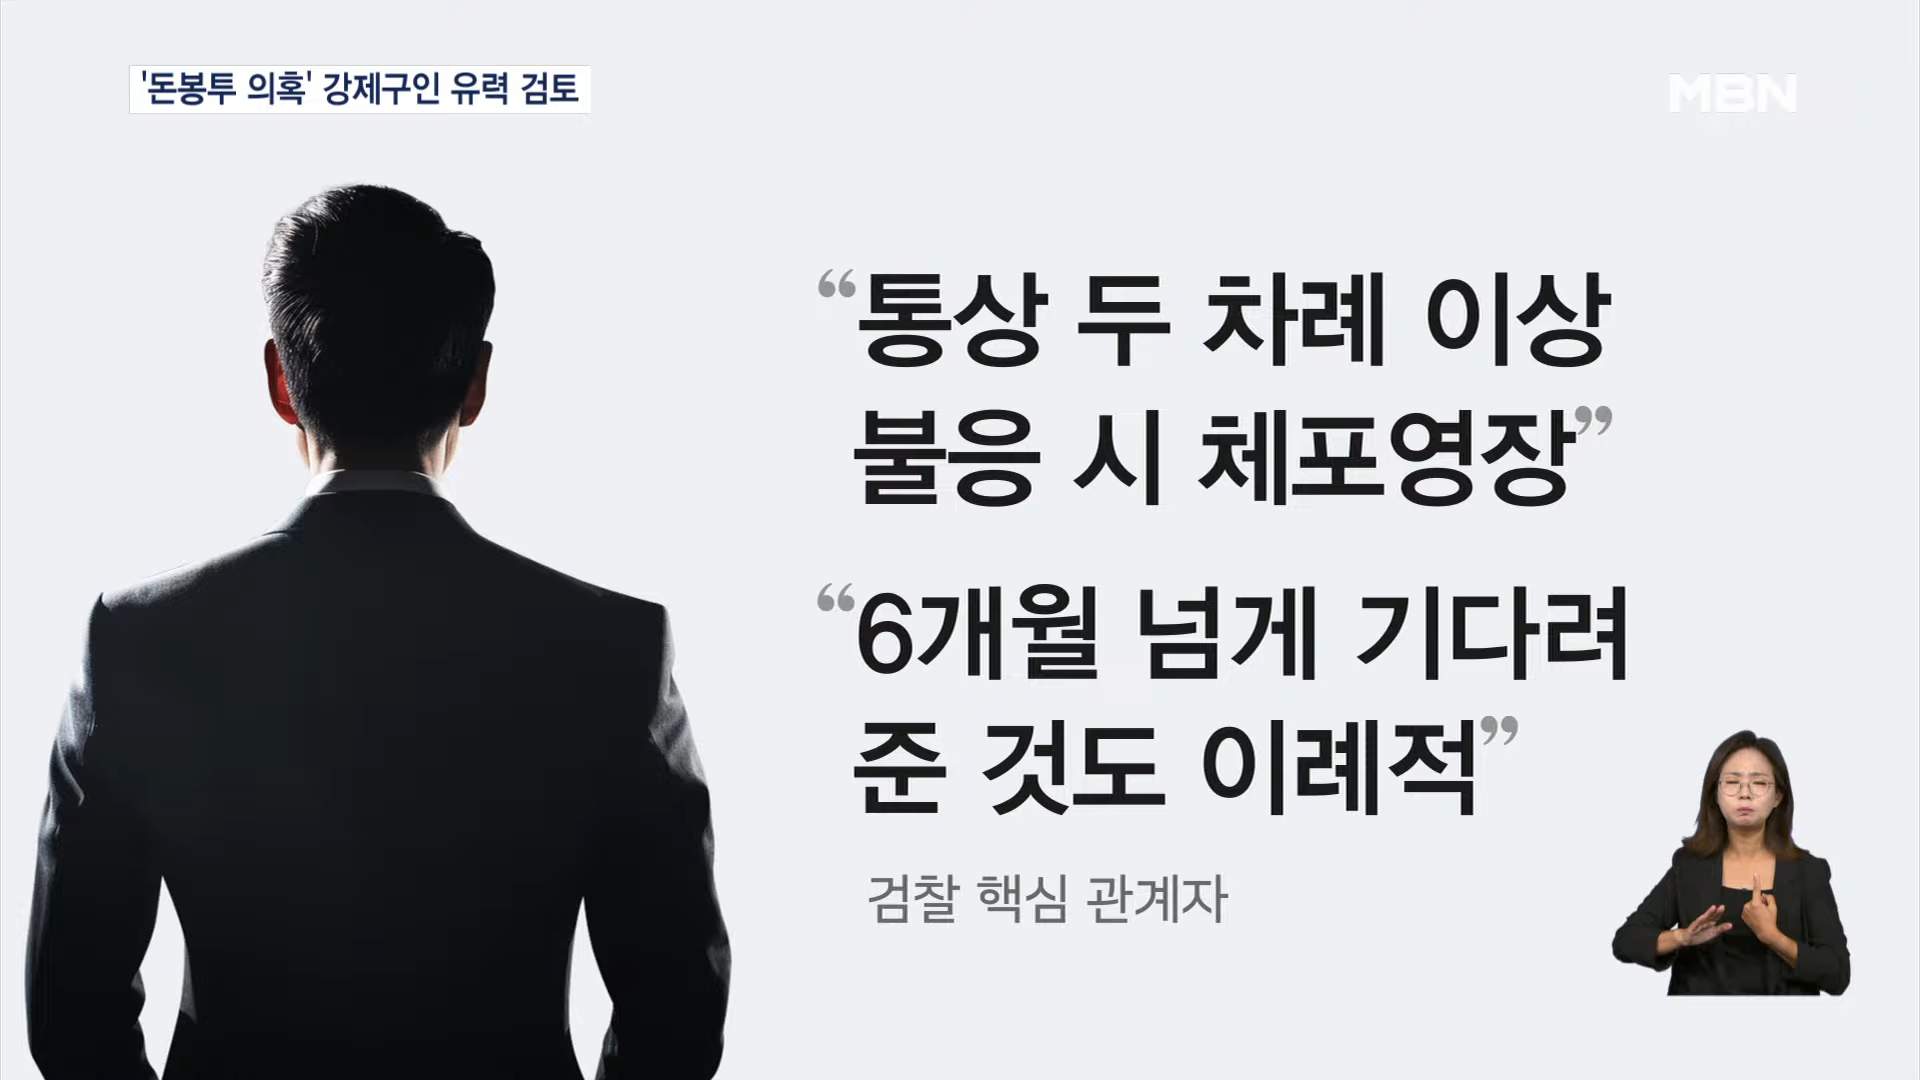 '돈봉투 의혹' 강제구인 유력 검토
MBN
“통상 두 차례 이상
불응 시 체포영장”
“6개월 넘게 기다려
준 것도 이례적”
검찰 핵심 관계자